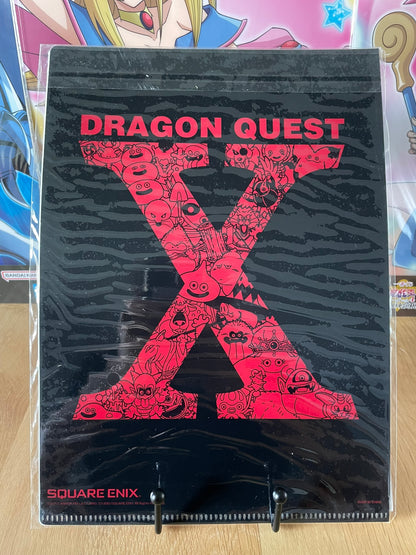 DRAGON QUEST
X
SQUARE ENIX